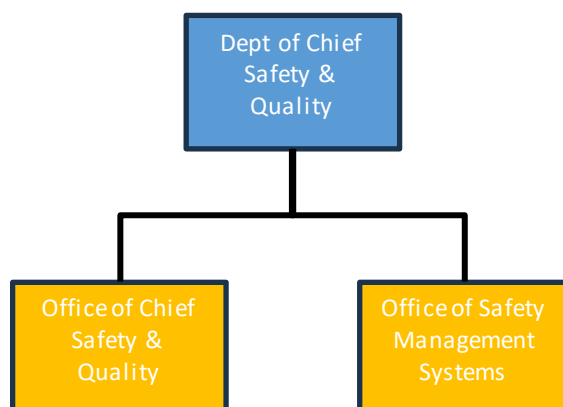 Dept of Chief
Safety &
Quality
Office of Chief
Safety &
Quality
Office of Safety
Management
Systems